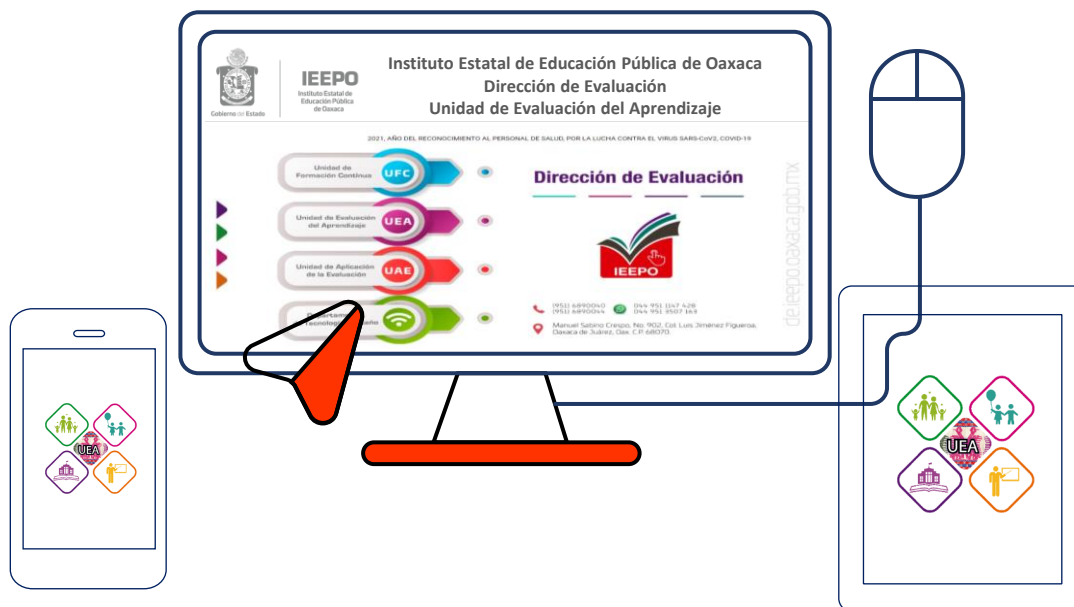 Instituto Estatal de Educación Pública de Oaxaca
Dirección de Evaluación
Unidad de Evaluación del Aprendizaje
Gobierno DE Estado
IEEPO
Instituto Estatal de
Educación Pública
de Oaxaca
2021, AÑO DEL RECONOCIMIENTO AL PERSONAL DE SALUD, POR LA LUCHA CONTRA EL VIRUS SARS-CoV2, COVID-19
Unidad de
Formación Continua
UFC
Unidad de Evaluación
del Aprendizaje
UEA
Unidad de Aplicación
de la Evaluación
UAE
Dirección de Evaluación
IEEPO
(951) 6890040
(951) 6890044
044 951 1147 428
044 951 3507 163
Manuel Sabino Crespo, No. 902, Col. Luis Jiménez Figueroa,
Oaxaca de Juárez, Oax. C.P. 68070
de.ieepo.oaxaca.gob.mx
UEA
UEA